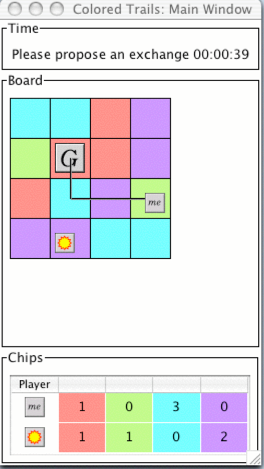 Colored Trails: Main Window
Time
Please propose an exchange 00:00:39
Board
G
me
Chips
Player
me 1 0 3 0
1 1 0 2